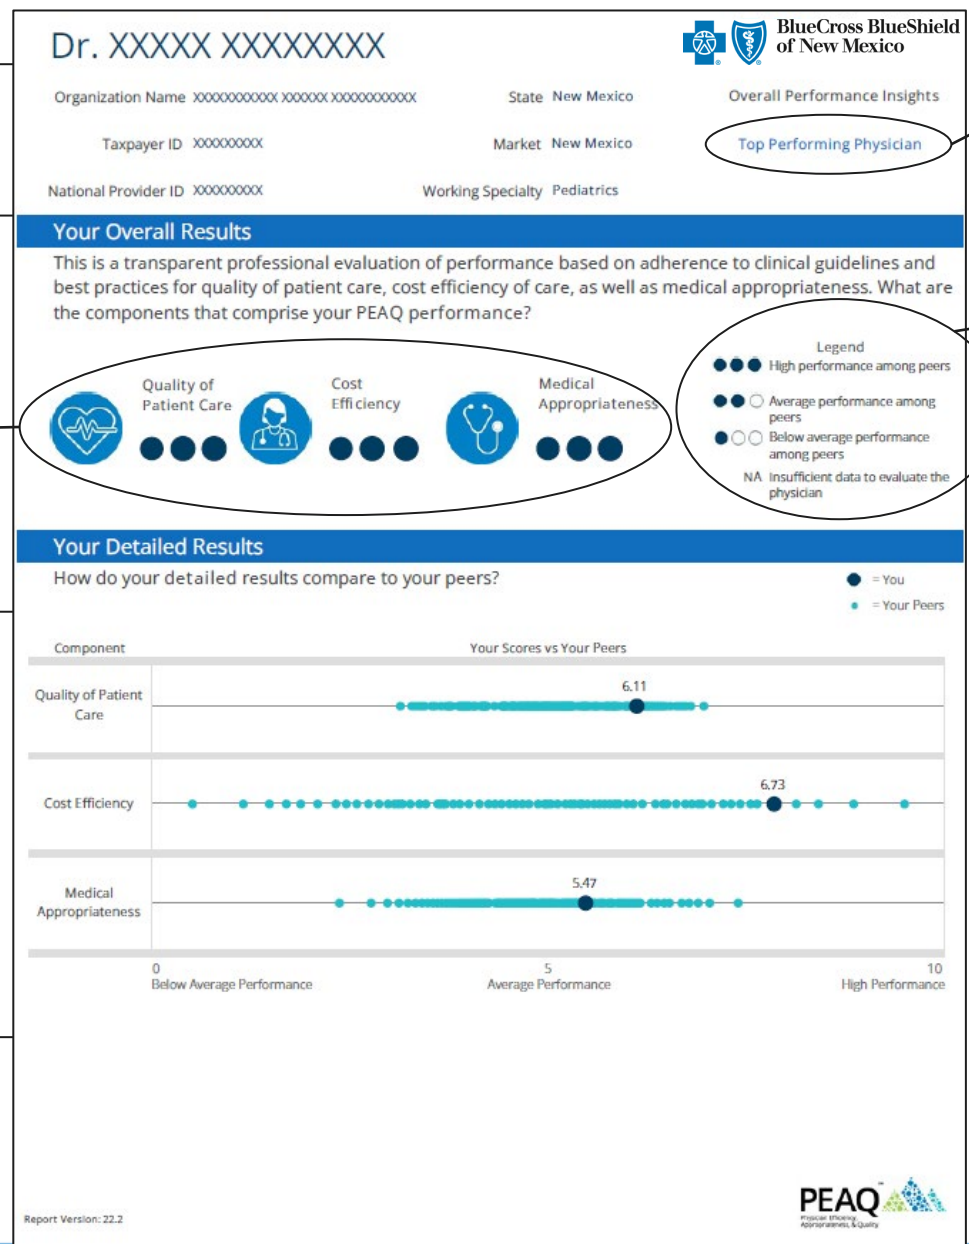 Dr. XXXXX XXXXXXXX
BlueCross BlueShield
of New Mexico
Organization Name XXXXXXXXXXX XXXXXX XXXXXXXXXXX
State New Mexico
Overall Performance Insights
Taxpayer ID XXXXXXXXX
Market New Mexico
Top Performing Physician
National Provider ID XXXXXXXXX
Working Specialty Pediatrics
Your Overall Results
This is a transparent professional evaluation of performance based on adherence to clinical guidelines and
best practices for quality of patient care, cost efficiency of care, as well as medical appropriateness. What are
the components that comprise your PEAQ performance?
Quality of
Patient Care
Cost
Efficiency
Medical
Appropriateness
Legend
High performance among peers
Average performance among
peers
Below average performance
among peers
NA Insufficient data to evaluate the
physician
Your Detailed Results
How do your detailed results compare to your peers?
= You
= Your Peers
Component
Your Scores vs Your Peers
Quality of Patient
Care
6.11
Cost Efficiency
6.73
Medical
Appropriateness
5.47
0
5
10
Below Average Performance
Average Performance
High Performance
Report Version: 22.2
PEAQ
Physician Efficiency,
Appropriateness, & Quality